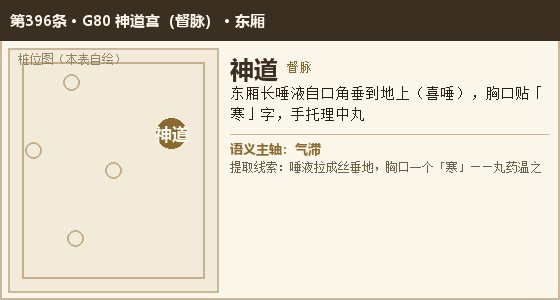 第396条·G80 神道宫（督脉）·东厢
桩位图（本表自绘）
神道
神道 督脉
东厢长唾液自口角垂到地上（喜唾），胸口贴「
寒」字，手托理中丸
语义主轴：气滞
提取线索：唾液拉成丝垂地，胸口一个「寒」——丸药温之